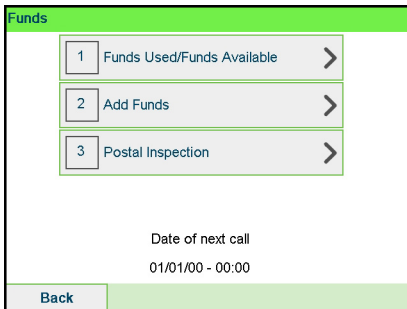 Funds
1 Funds Used/Funds Available
2 Add Funds
3 Postal Inspection
Date of next call
01/01/00 - 00:00
Back